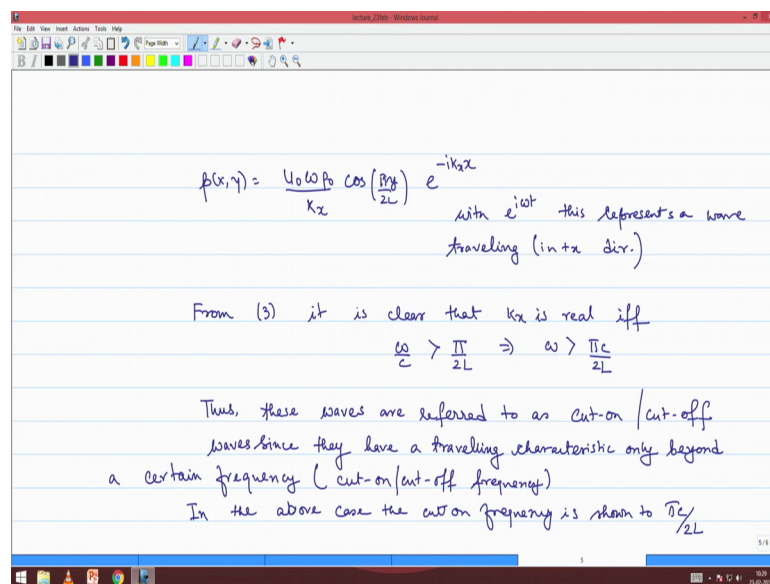 lecture_23feb - Windows Journal
File Edit View Insert Actions Tools Help
Page Width
B I
p(x,y) = U₀ωρ₀/Kₓ cos(πy/2L) e^{-iKₓx}
with e^{iωt} this represents a wave
traveling (in +x dir.)
From (3) it is clear that Kₓ is real iff
ω/c > π/2L ⇒ ω > πc/2L
Thus, these waves are referred to as cut-on/cut-off
waves since they have a travelling characteristic only beyond
a certain frequency (cut-on/cut-off frequency)
In the above case the cut on frequency is shown to πc/2L
5/6
5
10:29